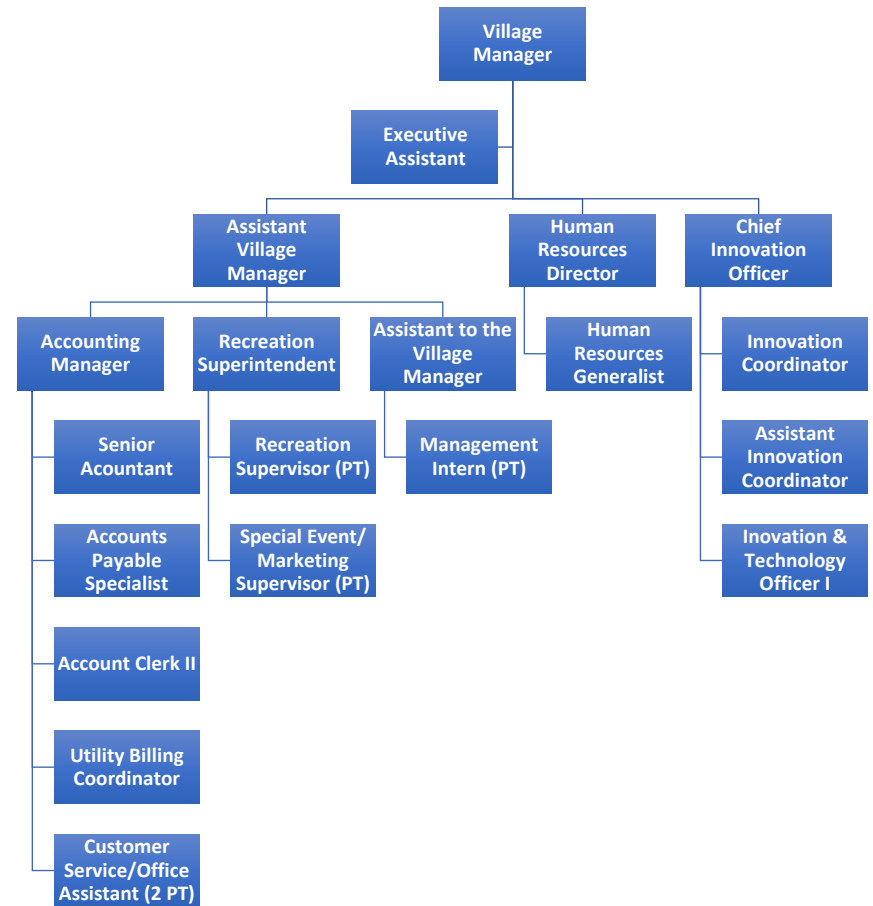 Village
Manager
Executive
Assistant
Assistant
Village
Manager
Human
Resources
Director
Chief
Innovation
Officer
Accounting
Manager
Recreation
Superintendent
Assistant to the
Village
Manager
Human
Resources
Generalist
Innovation
Coordinator
Senior
Acountant
Recreation
Supervisor (PT)
Management
Intern (PT)
Assistant
Innovation
Coordinator
Accounts
Payable
Specialist
Special Event/
Marketing
Supervisor (PT)
Inovation &
Technology
Officer I
Account Clerk II
Utility Billing
Coordinator
Customer
Service/Office
Assistant (2 PT)